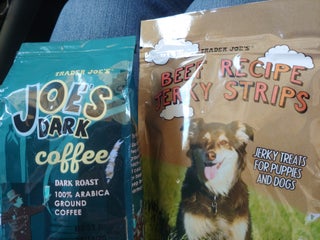 TRADER JOE'S
JOE'S
DARK
coffee
DARK ROAST
100% ARABICA
GROUND
COFFEE
TRADER JOE'S
BEEF RECIPE
JERKY STRIPS
JERKY TREATS
FOR PUPPIES
AND DOGS